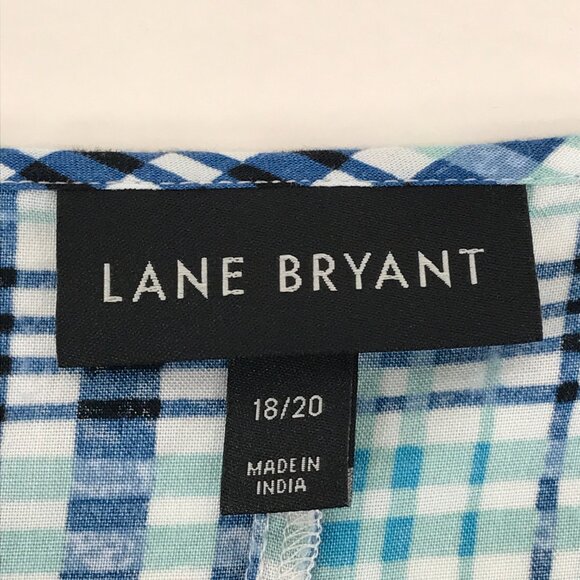 LANE BRYANT
18/20
MADE IN
INDIA